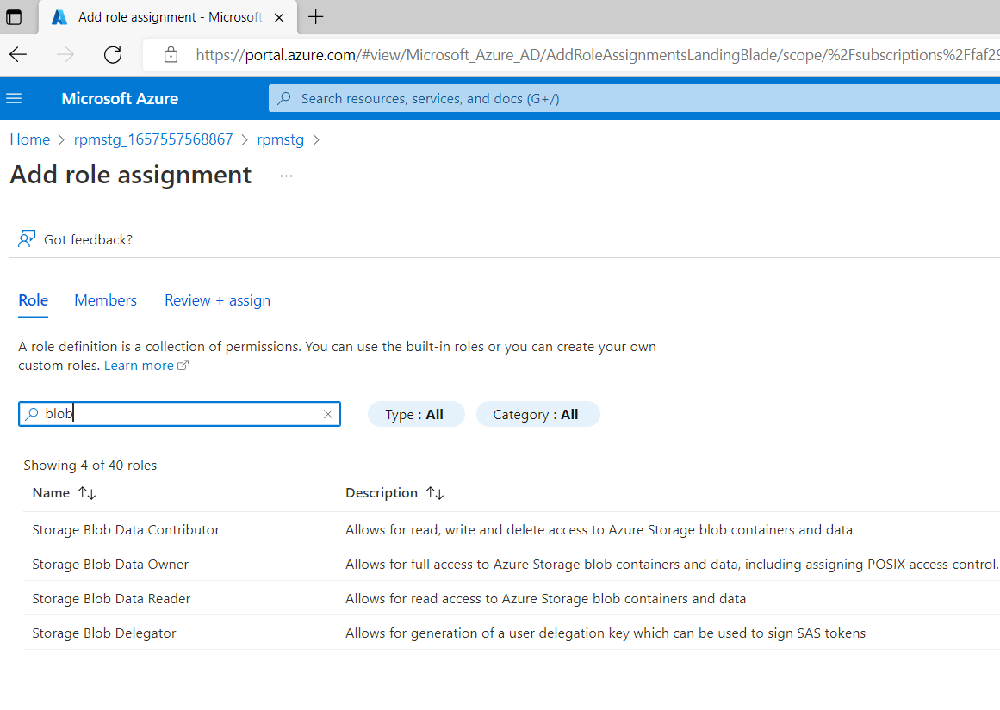 Add role assignment - Microsoft
https://portal.azure.com/#view/Microsoft_Azure_AD/AddRoleAssignmentsLandingBlade/scope/%2Fsubscriptions%2Ffaf29
Microsoft Azure
Search resources, services, and docs (G+/)
Home > rpmstg_1657557568867 > rpmstg >
Add role assignment ...
Got feedback?
Role Members Review + assign
A role definition is a collection of permissions. You can use the built-in roles or you can create your own
custom roles. Learn more
blob
Type : All Category : All
Showing 4 of 40 roles
Name ↑↓ Description ↑↓
Storage Blob Data Contributor Allows for read, write and delete access to Azure Storage blob containers and data
Storage Blob Data Owner Allows for full access to Azure Storage blob containers and data, including assigning POSIX access control.
Storage Blob Data Reader Allows for read access to Azure Storage blob containers and data
Storage Blob Delegator Allows for generation of a user delegation key which can be used to sign SAS tokens